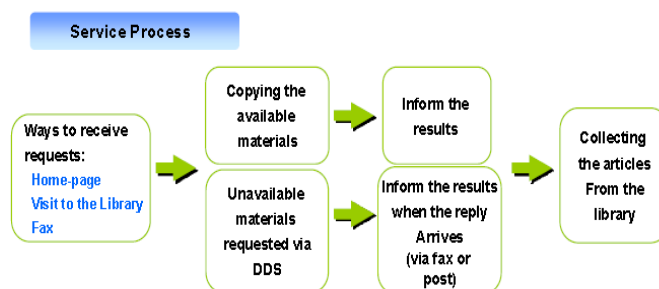 Service Process
Ways to receive
requests:
Home-page
Visit to the Library
Fax
Copying the
available
materials
Inform the
results
Unavailable
materials
requested via
DDS
Inform the results
when the reply
Arrives
(via fax or
post)
Collecting
the articles
From the
library